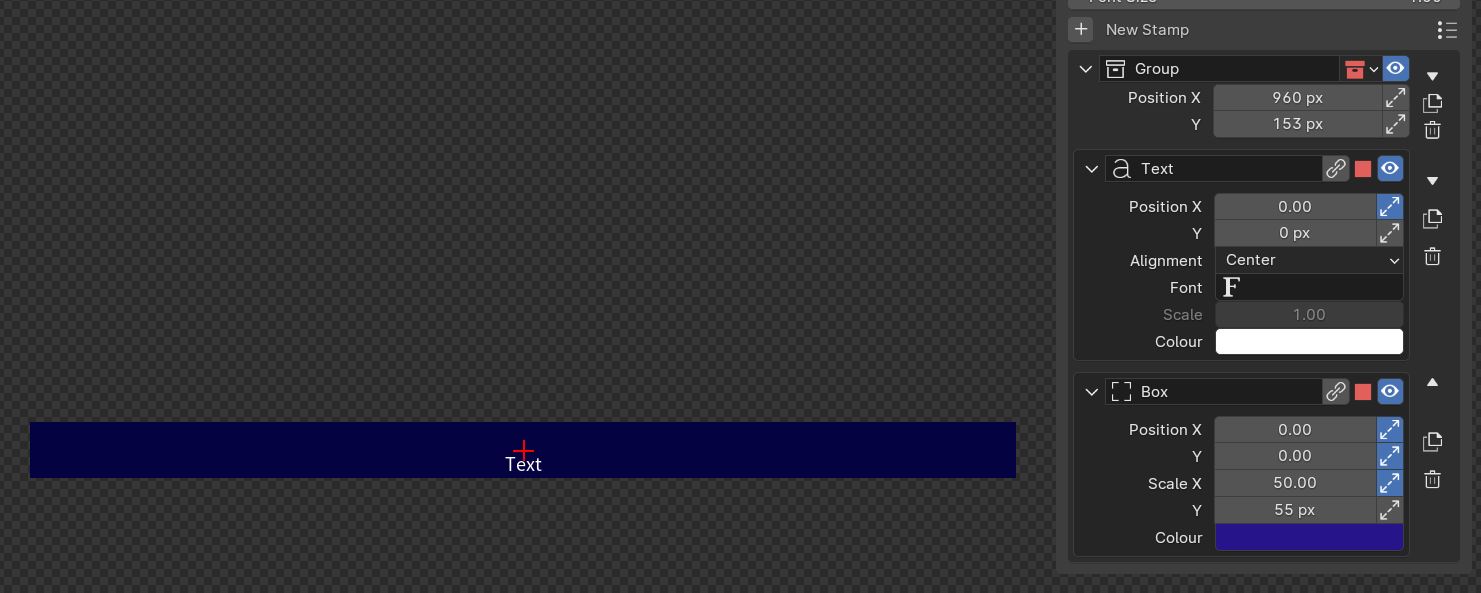 New Stamp
Group
Position X 960 px
Y 153 px
Text
Position X 0.00
Y 0 px
Alignment Center
Font F
Scale 1.00
Colour
Box
Position X 0.00
Y 0.00
Scale X 50.00
Y 55 px
Colour
Text